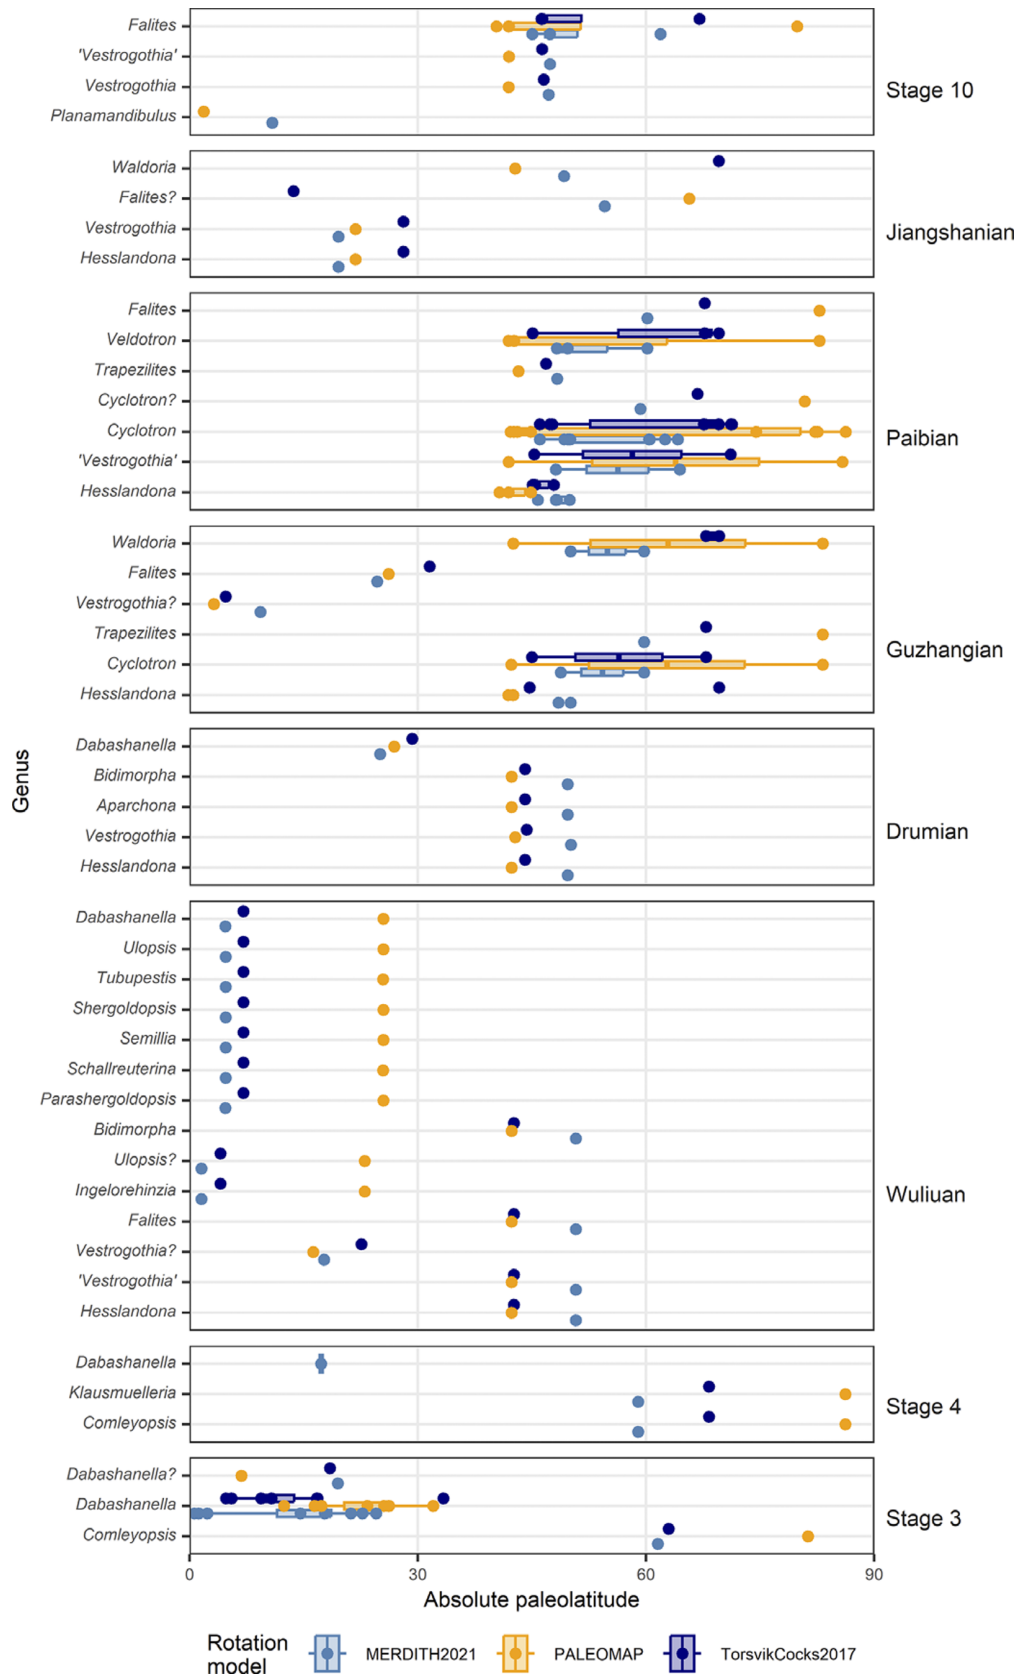 Falites
'Vestrogothia'
Vestrogothia
Planamandibulus
Stage 10
Waldoria
Falites?
Vestrogothia
Hesslandona
Jiangshanian
Falites
Veldotron
Trapezilites
Cyclotron?
Cyclotron
'Vestrogothia'
Hesslandona
Paibian
Waldoria
Falites
Vestrogothia?
Trapezilites
Cyclotron
Hesslandona
Guzhangian
Dabashanella
Bidimorpha
Aparchona
Vestrogothia
Hesslandona
Drumian
Genus
Dabashanella
Ulopsis
Tubupestis
Shergoldopsis
Semillia
Schallreuterina
Parashergoldopsis
Bidimorpha
Ulopsis?
Ingelorehinzia
Falites
Vestrogothia?
'Vestrogothia'
Hesslandona
Wuliuan
Dabashanella
Klausmuelleria
Comleyopsis
Stage 4
Dabashanella?
Dabashanella
Comleyopsis
Stage 3
0 30 60 90
Absolute paleolatitude
Rotation
model
MERDITH2021 PALEOMAP TorsvikCocks2017